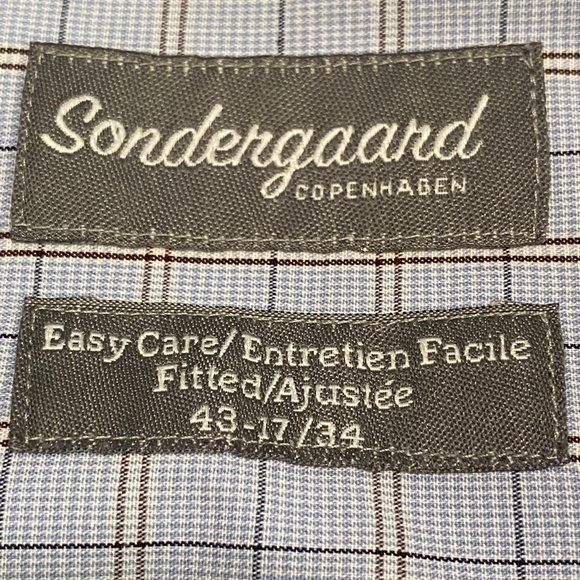 Sondergaard
COPENHAGEN
Easy Care/Entretien Facile
Fitted/Ajustée
43-17/34